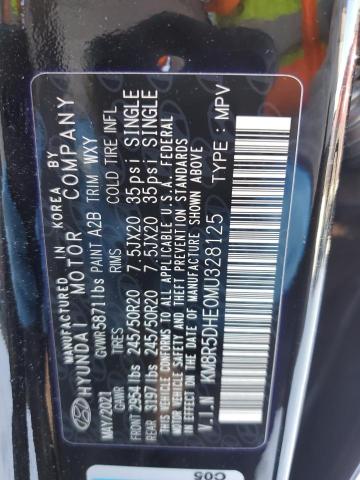 MANUFACTURED IN KOREA BY
HYUNDAI MOTOR COMPANY
MAY/2021 GVWR 5871 lbs PAINT A2B TRIM WXY
GAWR TIRES RIMS COLD TIRE INFL
FRONT 2954 lbs 245/50R20 7.5JX20 35psi SINGLE
REAR 3197 lbs 245/50R20 7.5JX20 35psi SINGLE
THIS VEHICLE CONFORMS TO ALL APPLICABLE U.S.A. FEDERAL
MOTOR VEHICLE SAFETY, BUMPER, AND THEFT PREVENTION STANDARDS
IN EFFECT ON THE DATE OF MANUFACTURE SHOWN ABOVE
V.I.N KM8R5DHE0MU328125 TYPE : MPV
C05